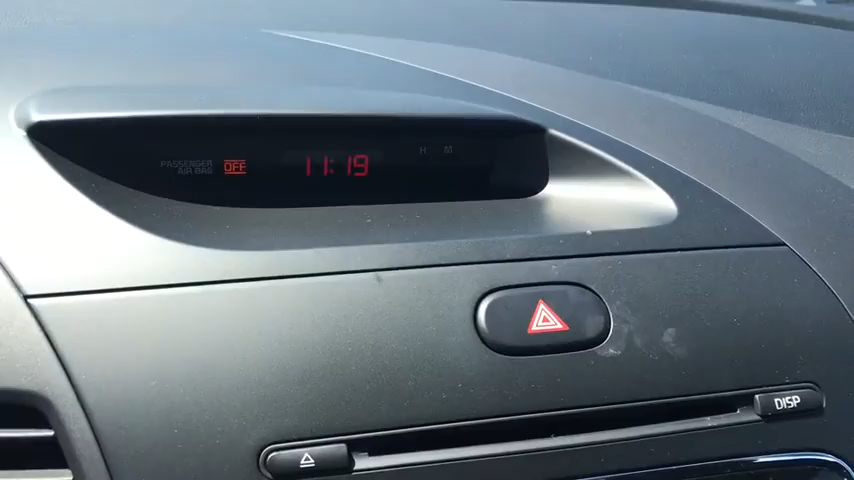 PASSENGER
AIR BAG
OFF
11:19
H M
DISP